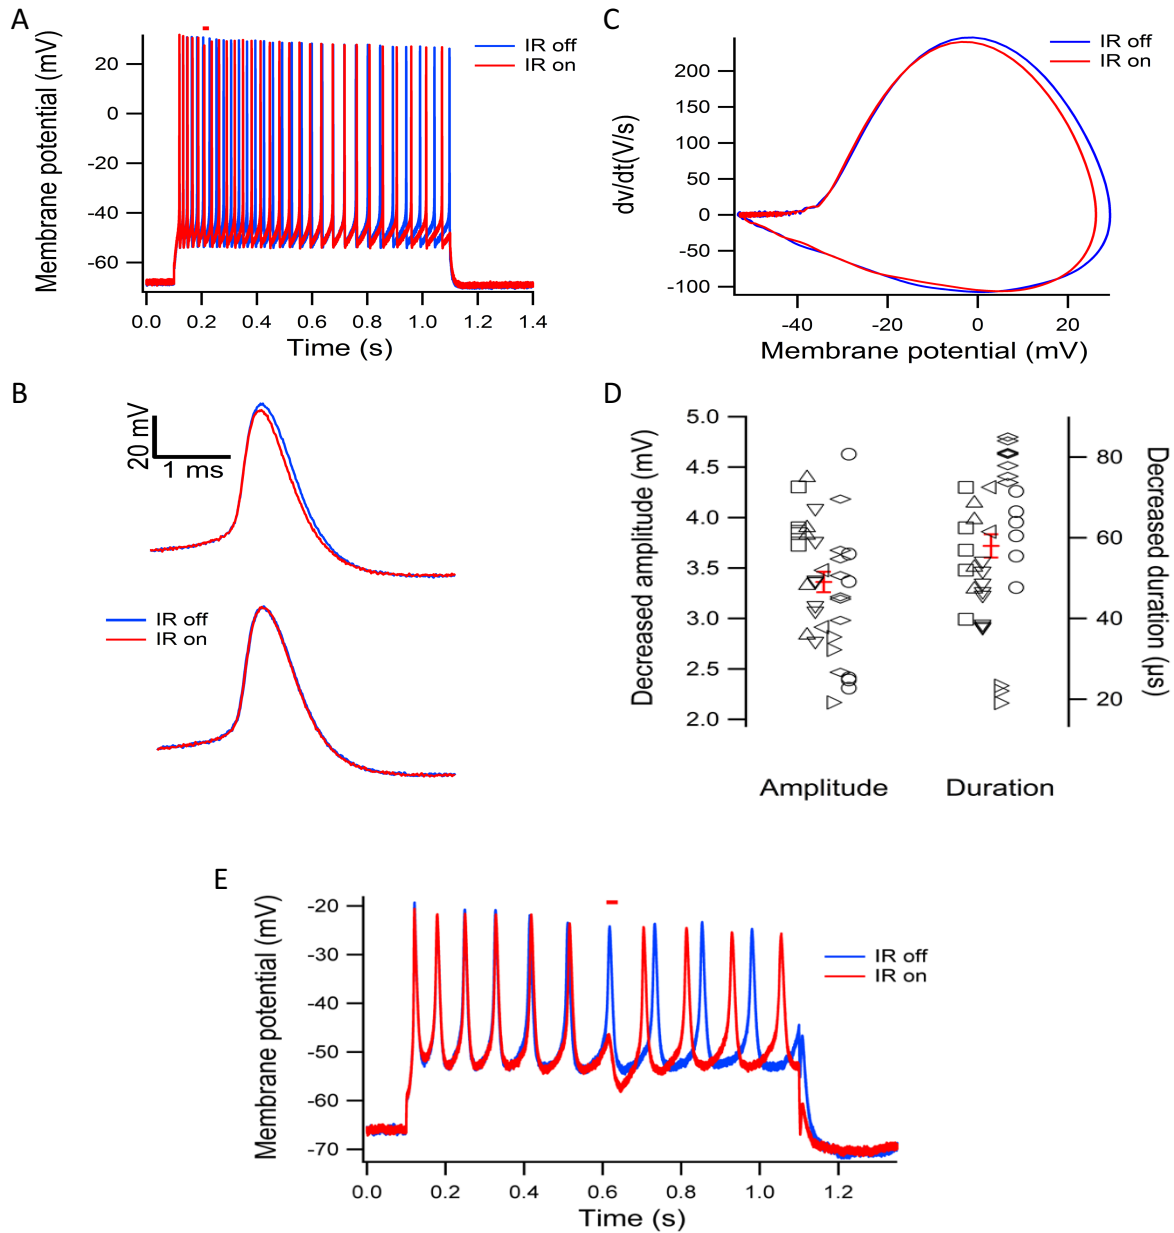 A
Membrane potential (mV)
20
0
-20
-40
-60
0.0 0.2 0.4 0.6 0.8 1.0 1.2 1.4
Time (s)
IR off
IR on
C
dv/dt(V/s)
200
150
100
50
0
-50
-100
-40 -20 0 20
Membrane potential (mV)
IR off
IR on
B
20 mV
1 ms
IR off
IR on
D
Decreased amplitude (mV)
5.0
4.5
4.0
3.5
3.0
2.5
2.0
80
60
40
20
Decreased
duration (µs)
Amplitude Duration
E
Membrane potential (mV)
-20
-30
-40
-50
-60
-70
0.0 0.2 0.4 0.6 0.8 1.0 1.2
Time (s)
IR off
IR on